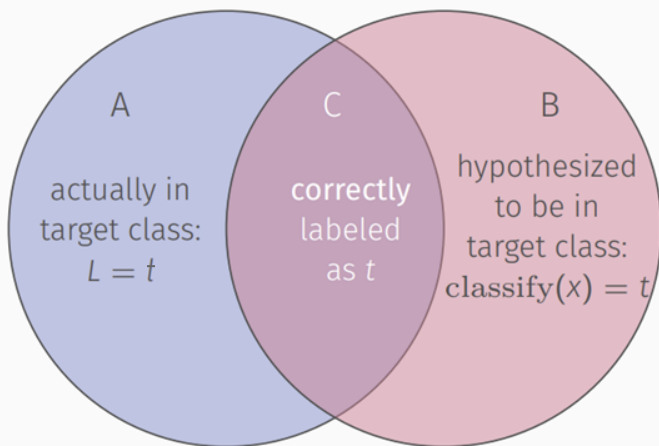 A
actually in
target class:
L = t
C
correctly
labeled
as t
B
hypothesized
to be in
target class:
classify(x) = t